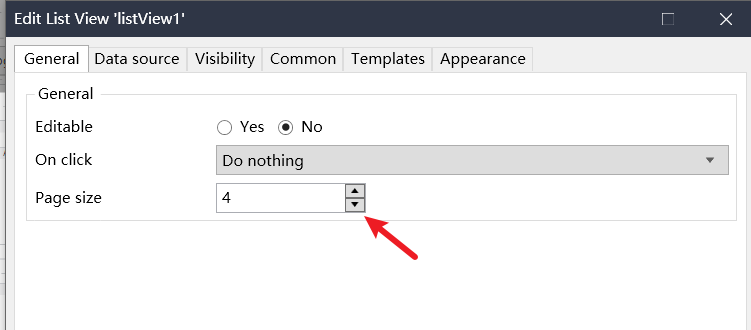 Edit List View 'listView1'
General Data source Visibility Common Templates Appearance
General
Editable Yes No
On click Do nothing
Page size 4